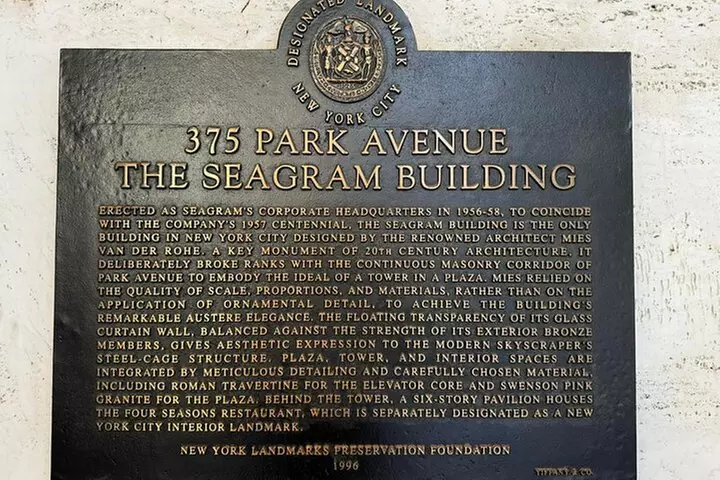 DESIGNATED LANDMARK
NEW YORK CITY
375 PARK AVENUE
THE SEAGRAM BUILDING
ERECTED AS SEAGRAM'S CORPORATE HEADQUARTERS IN 1956-58, TO COINCIDE
WITH THE COMPANY'S 1957 CENTENNIAL, THE SEAGRAM BUILDING IS THE ONLY
BUILDING IN NEW YORK CITY DESIGNED BY THE RENOWNED ARCHITECT MIES
VAN DER ROHE. A KEY MONUMENT OF 20TH CENTURY ARCHITECTURE, IT
DELIBERATELY BROKE RANKS WITH THE CONTINUOUS MASONRY CORRIDOR OF
PARK AVENUE TO EMBODY THE IDEAL OF A TOWER IN A PLAZA. MIES RELIED ON
THE QUALITY OF SCALE, PROPORTIONS, AND MATERIALS, RATHER THAN ON THE
APPLICATION OF ORNAMENTAL DETAIL, TO ACHIEVE THE BUILDING'S
REMARKABLE AUSTERE ELEGANCE. THE FLOATING TRANSPARENCY OF ITS GLASS
CURTAIN WALL, BALANCED AGAINST THE STRENGTH OF ITS EXTERIOR BRONZE
MEMBERS, GIVES AESTHETIC EXPRESSION TO THE MODERN SKYSCRAPER'S
STEEL-CAGE STRUCTURE. PLAZA, TOWER, AND INTERIOR SPACES ARE
INTEGRATED BY METICULOUS DETAILING AND CAREFULLY CHOSEN MATERIAL,
INCLUDING ROMAN TRAVERTINE FOR THE ELEVATOR CORE AND SWENSON PINK
GRANITE FOR THE PLAZA. BEHIND THE TOWER, A SIX-STORY PAVILION HOUSES
THE FOUR SEASONS RESTAURANT, WHICH IS SEPARATELY DESIGNATED AS A NEW
YORK CITY INTERIOR LANDMARK.
NEW YORK LANDMARKS PRESERVATION FOUNDATION
1996
TIFFANY & CO.